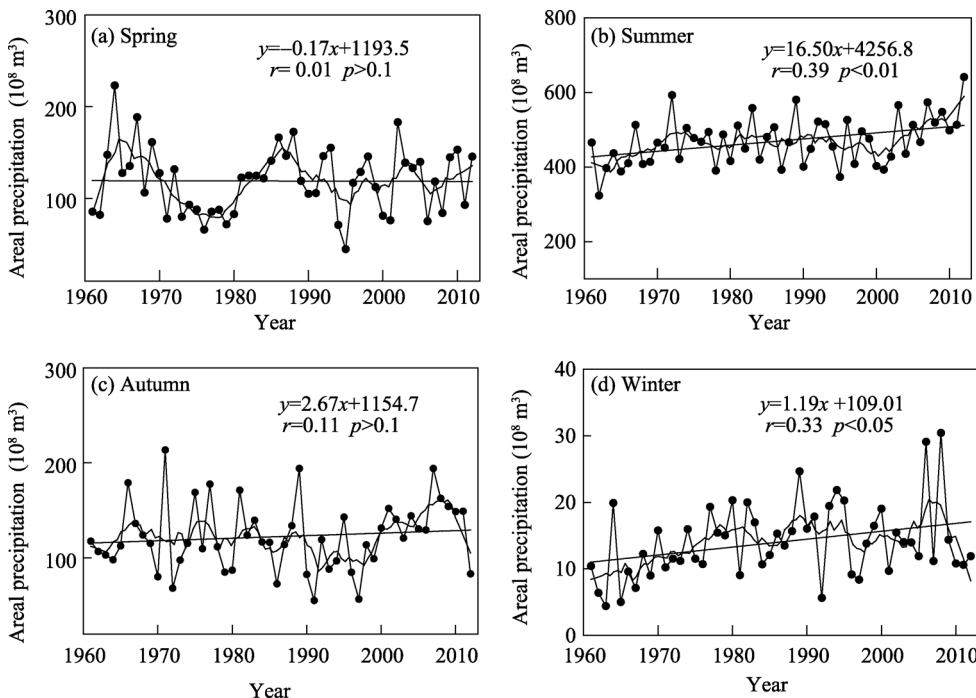 (a) Spring
y=–0.17x+1193.5
r= 0.01 p>0.1
Areal precipitation (10⁸ m³)
300
200
100
1960 1970 1980 1990 2000 2010
Year
(b) Summer
y=16.50x+4256.8
r=0.39 p<0.01
Areal precipitation (10⁸ m³)
800
600
400
200
1960 1970 1980 1990 2000 2010
Year
(c) Autumn
y=2.67x+1154.7
r=0.11 p>0.1
Areal precipitation (10⁸ m³)
300
200
100
1960 1970 1980 1990 2000 2010
Year
(d) Winter
y=1.19x +109.01
r=0.33 p<0.05
Areal precipitation (10⁸ m³)
40
30
20
10
0
1960 1970 1980 1990 2000 2010
Year